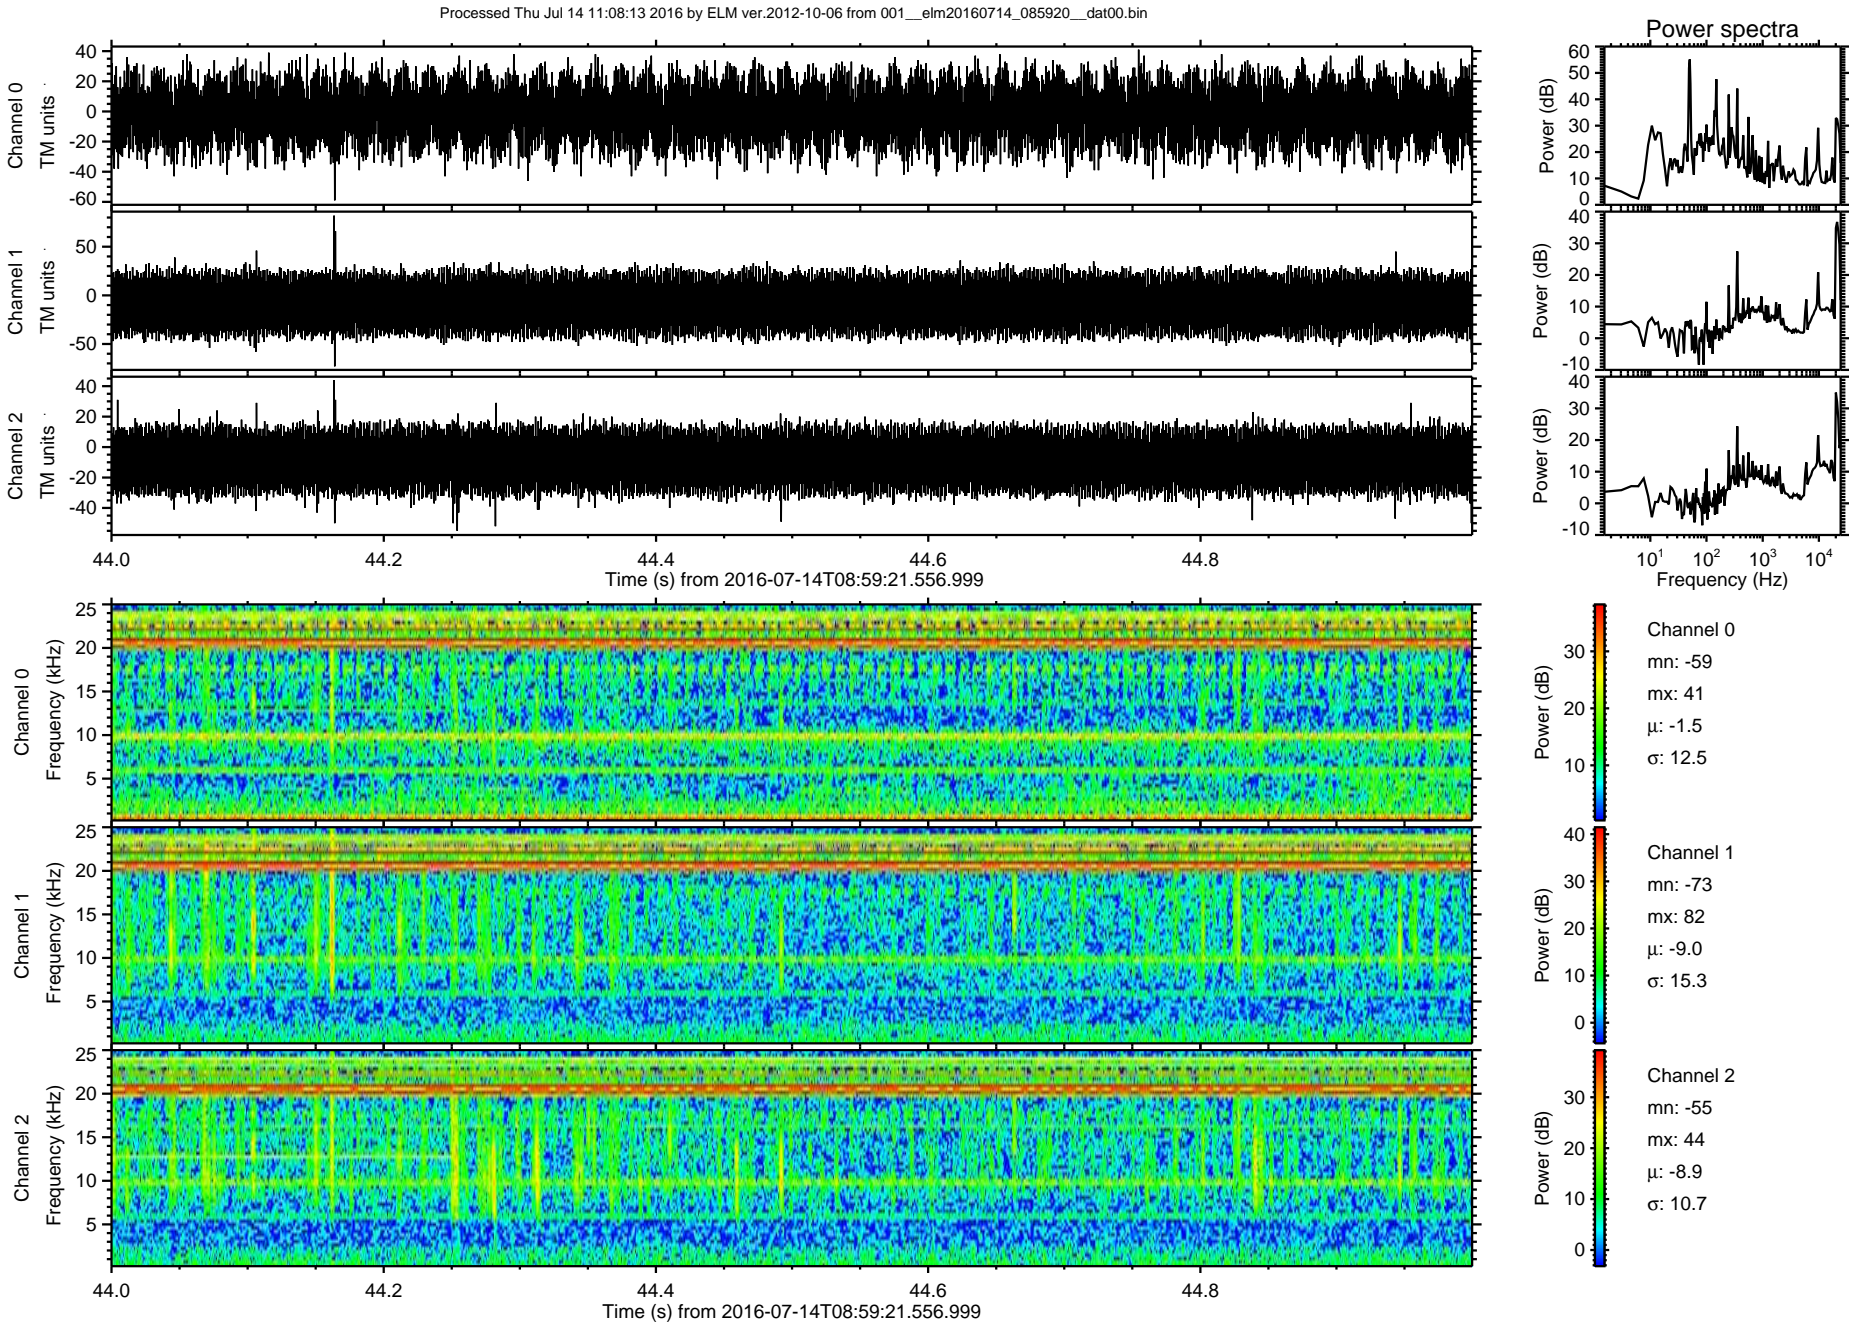 Processed Thu Jul 14 11:08:13 2016 by ELM ver.2012-10-06 from 001__elm20160714_085920__dat00.bin
Power spectra
Channel 0
TM units
40
20
0
-20
-40
-60
Power (dB)
60
50
40
30
20
10
0
Channel 1
TM units
50
0
-50
Power (dB)
40
30
20
10
0
-10
Channel 2
TM units
40
20
0
-20
-40
Power (dB)
40
30
20
10
0
-10
44.0 44.2 44.4 44.6 44.8
Time (s) from 2016-07-14T08:59:21.556.999
10^1 10^2 10^3 10^4
Frequency (Hz)
Channel 0
Frequency (kHz)
25
20
15
10
5
Power (dB)
30
20
10
Channel 0
mn: -59
mx: 41
μ: -1.5
σ: 12.5
Channel 1
Frequency (kHz)
25
20
15
10
5
Power (dB)
40
30
20
10
0
Channel 1
mn: -73
mx: 82
μ: -9.0
σ: 15.3
Channel 2
Frequency (kHz)
25
20
15
10
5
Power (dB)
30
20
10
0
Channel 2
mn: -55
mx: 44
μ: -8.9
σ: 10.7
44.0 44.2 44.4 44.6 44.8
Time (s) from 2016-07-14T08:59:21.556.999